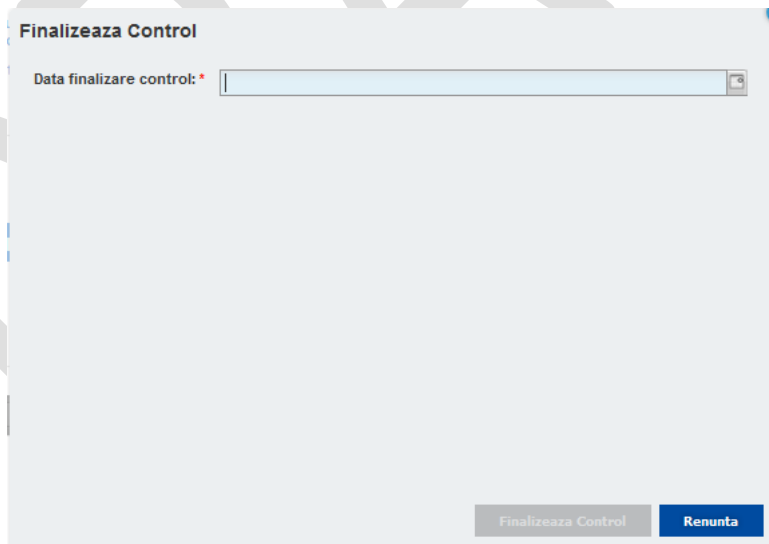 Finalizeaza Control
Data finalizare control: *
Finalizeaza Control
Renunta